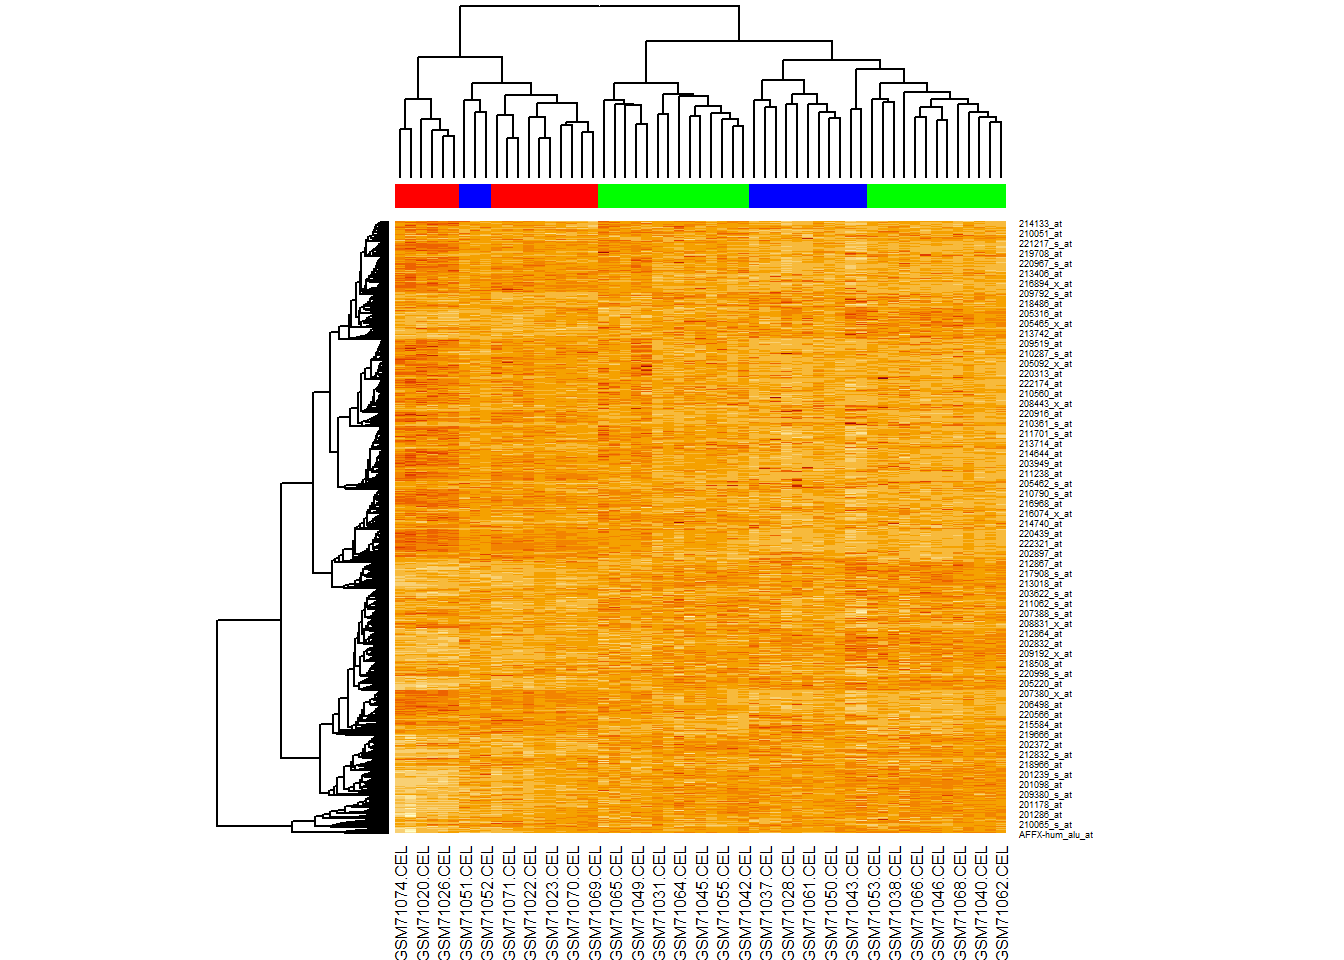 214133_at
210051_at
221217_s_at
219708_at
220967_s_at
213406_at
216894_x_at
209792_s_at
218486_at
205316_at
205465_x_at
213742_at
209519_at
210287_s_at
205092_x_at
220313_at
222174_at
210560_at
208443_x_at
220916_at
210361_s_at
211701_s_at
213714_at
214644_at
203949_at
211238_at
205462_s_at
210790_s_at
216968_at
216074_x_at
214740_at
220439_at
222321_at
202897_at
212867_at
217908_s_at
213018_at
203622_s_at
211062_s_at
207388_s_at
208831_x_at
212864_at
202832_at
209192_x_at
218508_at
220998_s_at
205220_at
207380_x_at
206498_at
220566_at
215584_at
219666_at
202372_at
212832_s_at
218966_at
201239_s_at
201098_at
209380_s_at
201178_at
201286_at
210065_s_at
AFFX-hum_alu_at
GSM71074.CEL
GSM71020.CEL
GSM71026.CEL
GSM71051.CEL
GSM71052.CEL
GSM71071.CEL
GSM71022.CEL
GSM71023.CEL
GSM71070.CEL
GSM71069.CEL
GSM71065.CEL
GSM71049.CEL
GSM71031.CEL
GSM71064.CEL
GSM71045.CEL
GSM71055.CEL
GSM71042.CEL
GSM71037.CEL
GSM71028.CEL
GSM71061.CEL
GSM71050.CEL
GSM71043.CEL
GSM71053.CEL
GSM71038.CEL
GSM71066.CEL
GSM71046.CEL
GSM71068.CEL
GSM71040.CEL
GSM71062.CEL